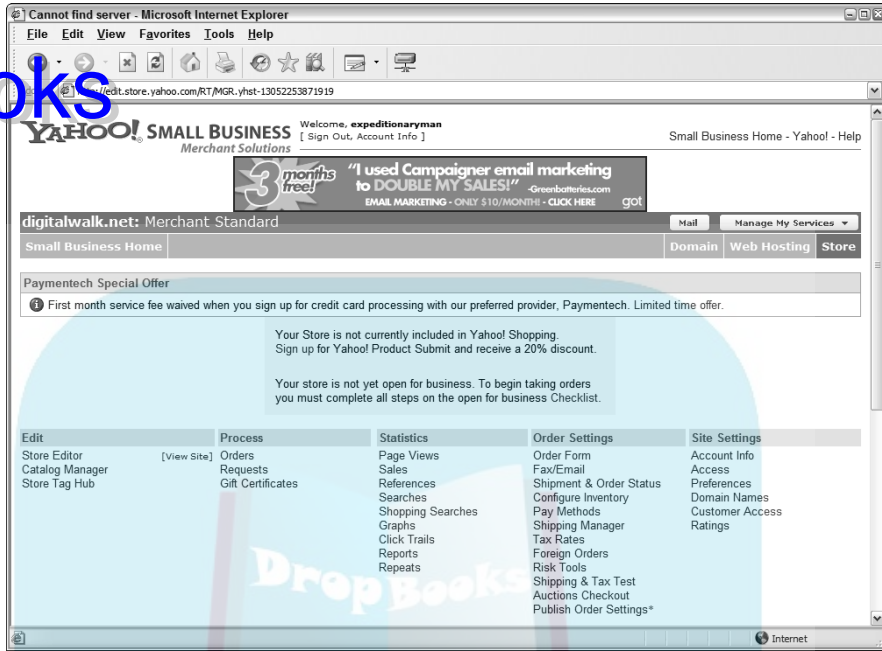 Cannot find server - Microsoft Internet Explorer
File Edit View Favorites Tools Help
oks
//edit.store.yahoo.com/RT/MGR.yhst-13052253871919
YAHOO! SMALL BUSINESS
Merchant Solutions
Welcome, expeditionaryman
[ Sign Out, Account Info ]
Small Business Home - Yahoo! - Help
3 months free!
"I used Campaigner email marketing
to DOUBLE MY SALES!" -Greenbatteries.com
EMAIL MARKETING - ONLY $10/MONTH! - CLICK HERE got
digitalwalk.net: Merchant Standard
Mail Manage My Services
Small Business Home Domain Web Hosting Store
Paymentech Special Offer
First month service fee waived when you sign up for credit card processing with our preferred provider, Paymentech. Limited time offer.
Your Store is not currently included in Yahoo! Shopping.
Sign up for Yahoo! Product Submit and receive a 20% discount.
Your store is not yet open for business. To begin taking orders
you must complete all steps on the open for business Checklist.
Edit
Store Editor [View Site]
Catalog Manager
Store Tag Hub
Process
Orders
Requests
Gift Certificates
Statistics
Page Views
Sales
References
Searches
Shopping Searches
Graphs
Click Trails
Reports
Repeats
Order Settings
Order Form
Fax/Email
Shipment & Order Status
Configure Inventory
Pay Methods
Shipping Manager
Tax Rates
Foreign Orders
Risk Tools
Shipping & Tax Test
Auctions Checkout
Publish Order Settings*
Site Settings
Account Info
Access
Preferences
Domain Names
Customer Access
Ratings
DropBooks
Internet